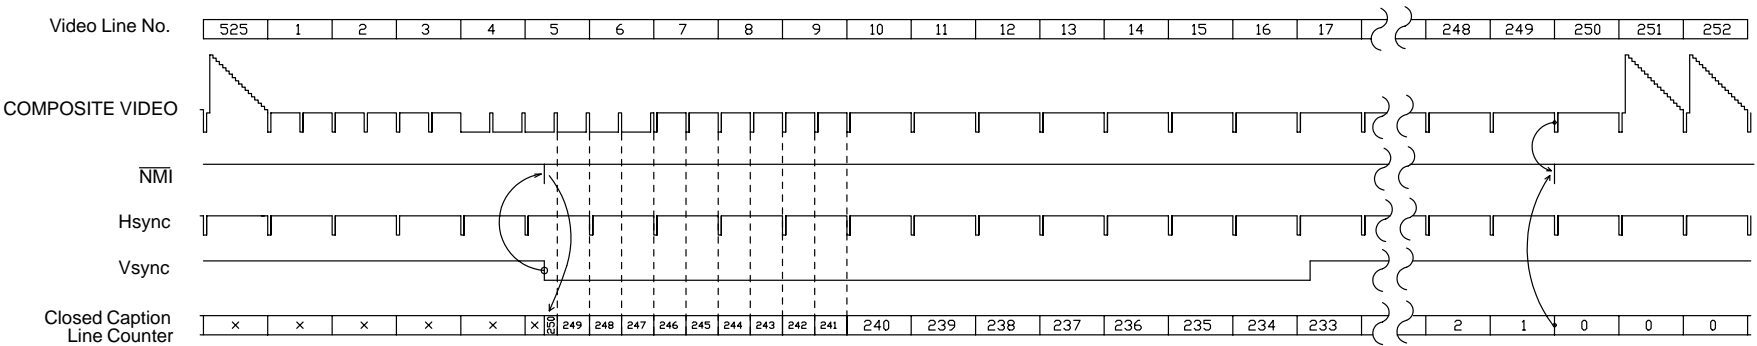 Video Line No. 525 1 2 3 4 5 6 7 8 9 10 11 12 13 14 15 16 17 248 249 250 251 252
COMPOSITE VIDEO
NMI
Hsync
Vsync
Closed Caption
Line Counter × × × × × × 250 249 248 247 246 245 244 243 242 241 240 239 238 237 236 235 234 233 2 1 0 0 0